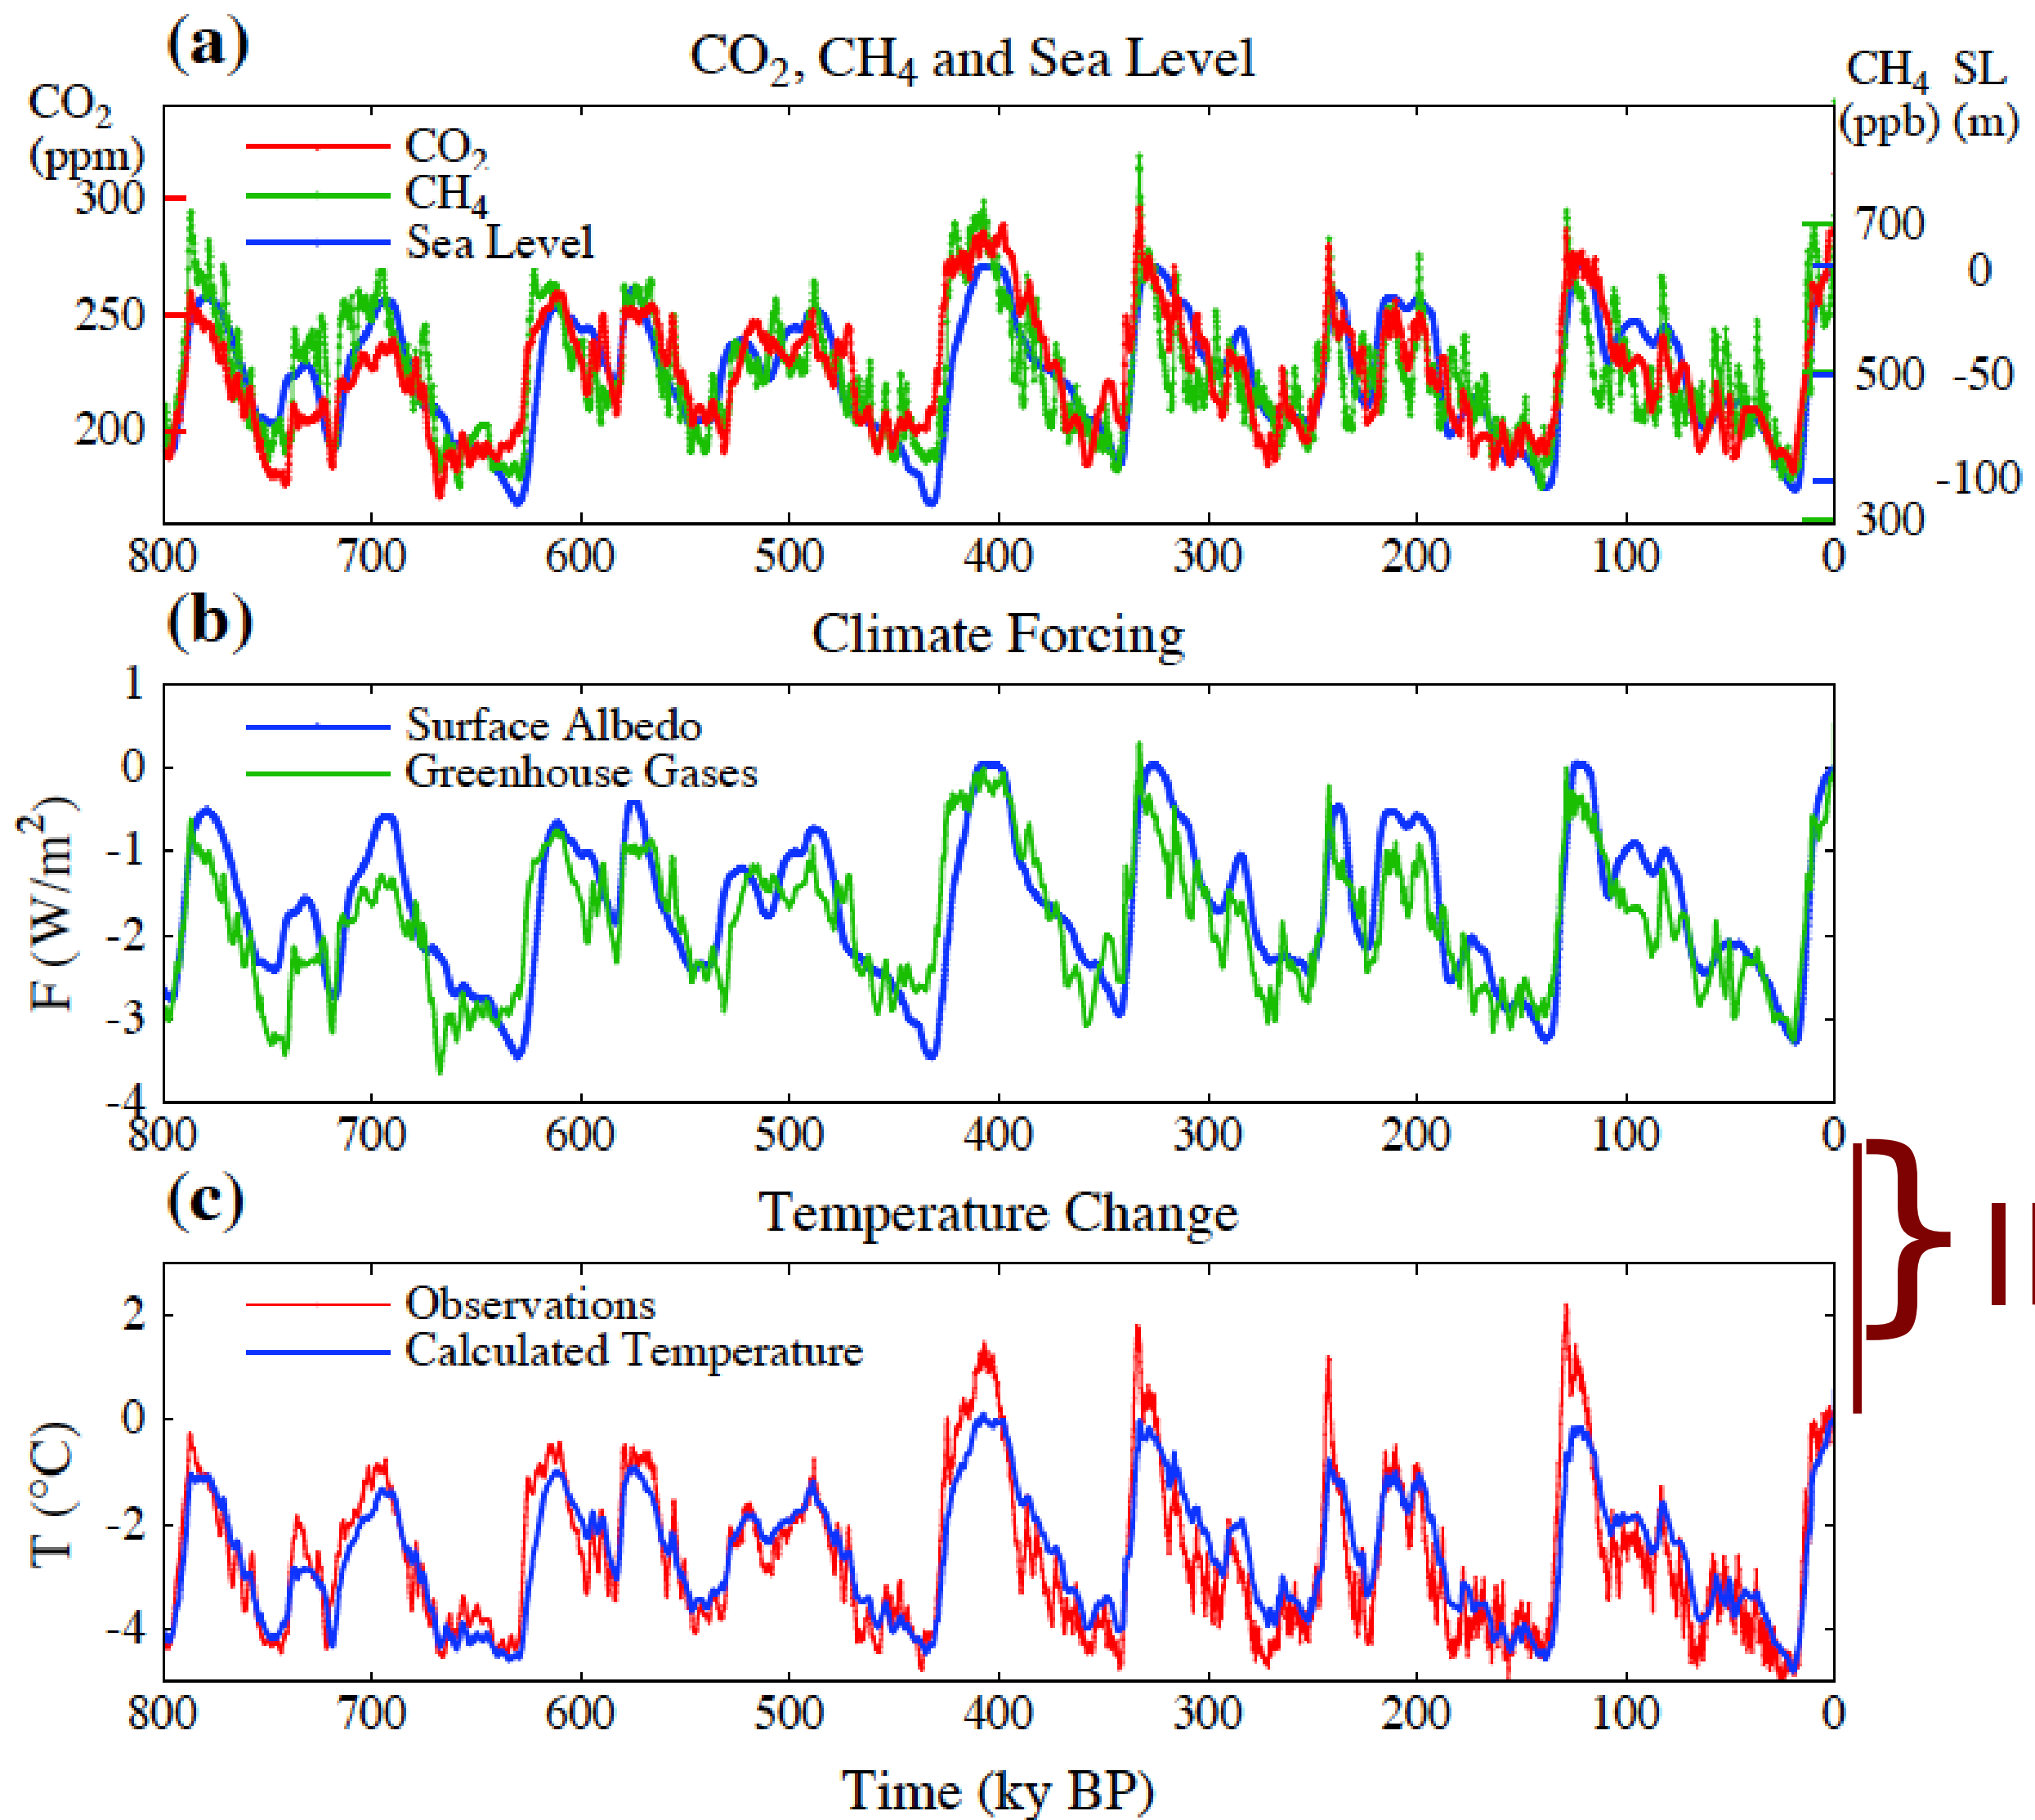 (a)
CO₂, CH₄ and Sea Level
CO₂
(ppm)
CH₄ SL
(ppb) (m)
CO₂
CH₄
Sea Level
300
250
200
700
500
300
0
-50
-100
800 700 600 500 400 300 200 100 0
(b)
Climate Forcing
Surface Albedo
Greenhouse Gases
F (W/m²)
1
0
-1
-2
-3
-4
800 700 600 500 400 300 200 100 0
(c)
Temperature Change
Observations
Calculated Temperature
T (°C)
2
0
-2
-4
800 700 600 500 400 300 200 100 0
Time (ky BP)